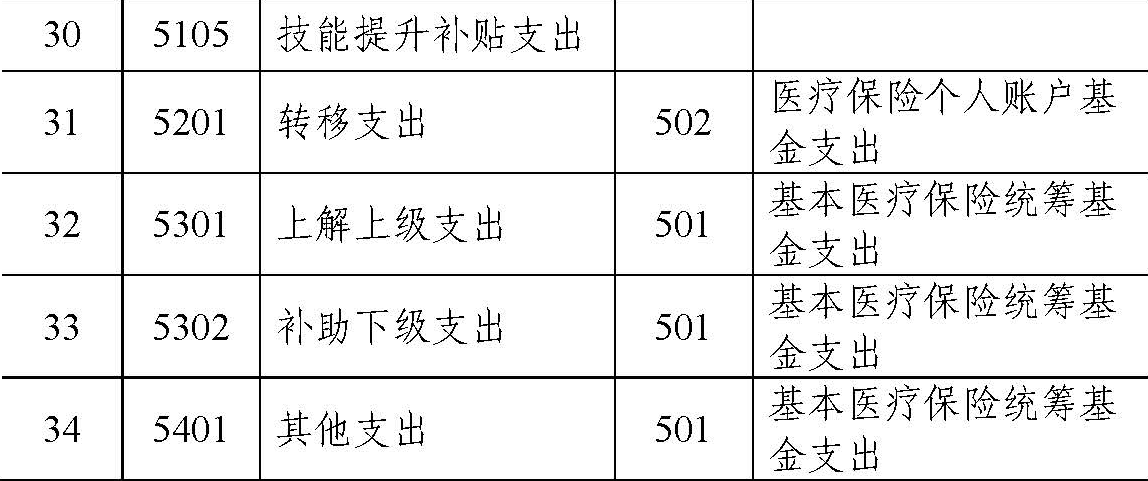 30 5105 技能提升补贴支出
31 5201 转移支出 502 医疗保险个人账户基
金支出
32 5301 上解上级支出 501 基本医疗保险统筹基
金支出
33 5302 补助下级支出 501 基本医疗保险统筹基
金支出
34 5401 其他支出 501 基本医疗保险统筹基
金支出